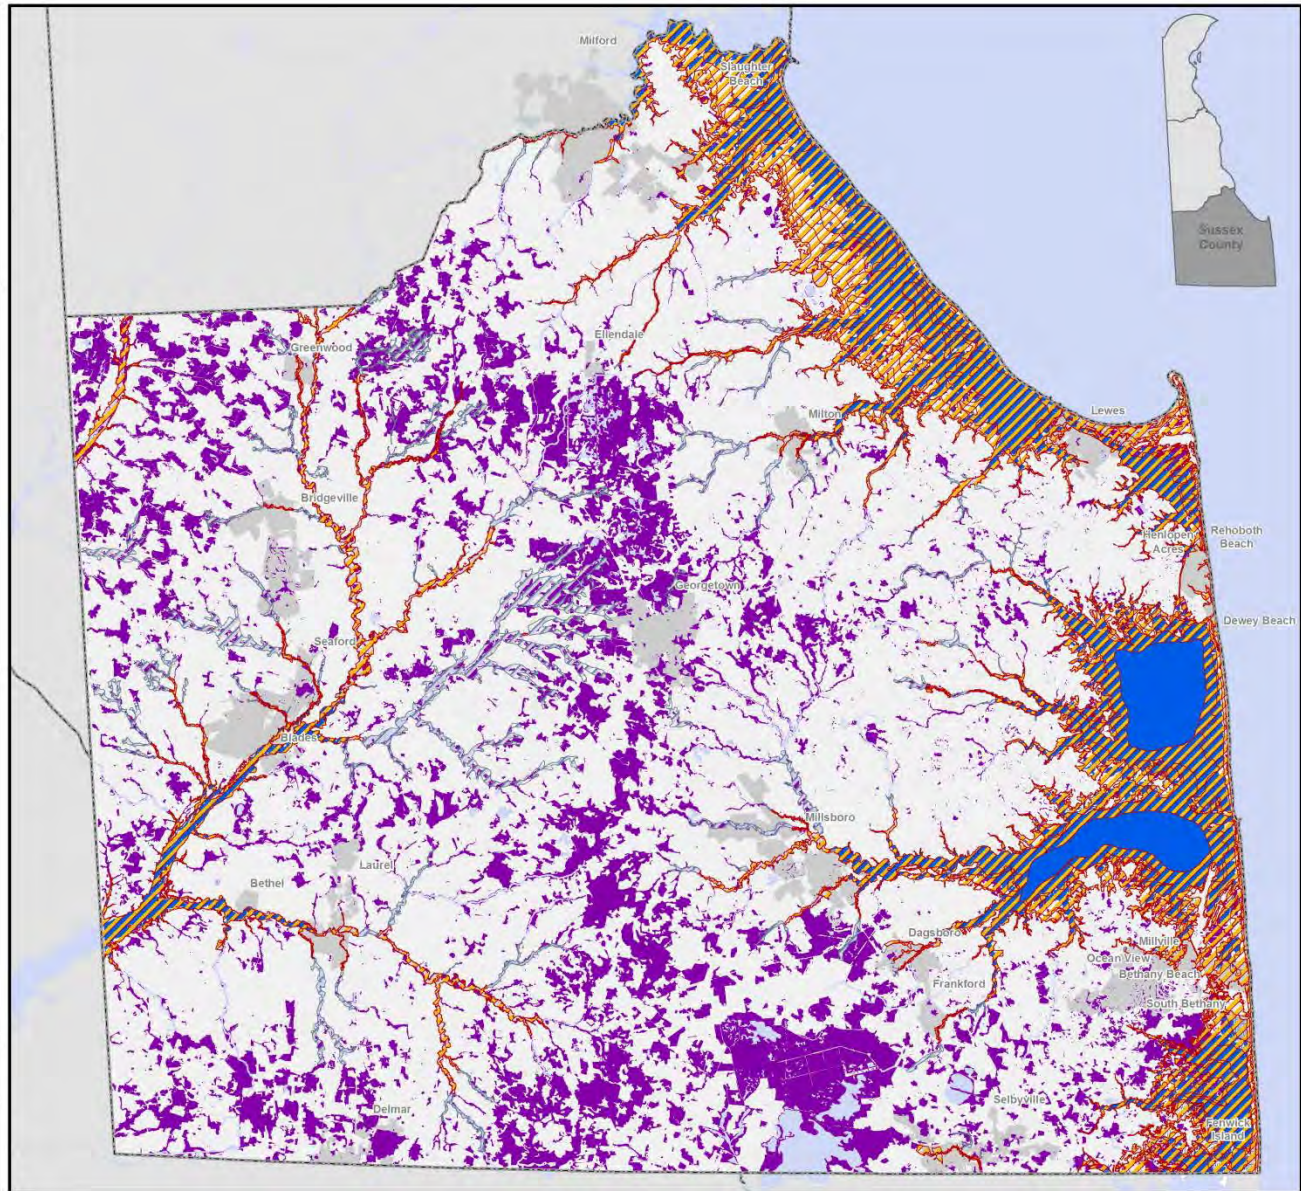 Milford
Slaughter
Beach
Sussex
County
Ellendale
Greenwood
Lewes
Milton
Bridgeville
Rehoboth
Beach
Henlopen
Acres
Georgetown
Dewey Beach
Seaford
Blades
Millsboro
Laurel
Bethel
Dagsboro
Millville
Ocean View
Bethany Beach
Frankford
South Bethany
Selbyville
Delmar
Fenwick
Island